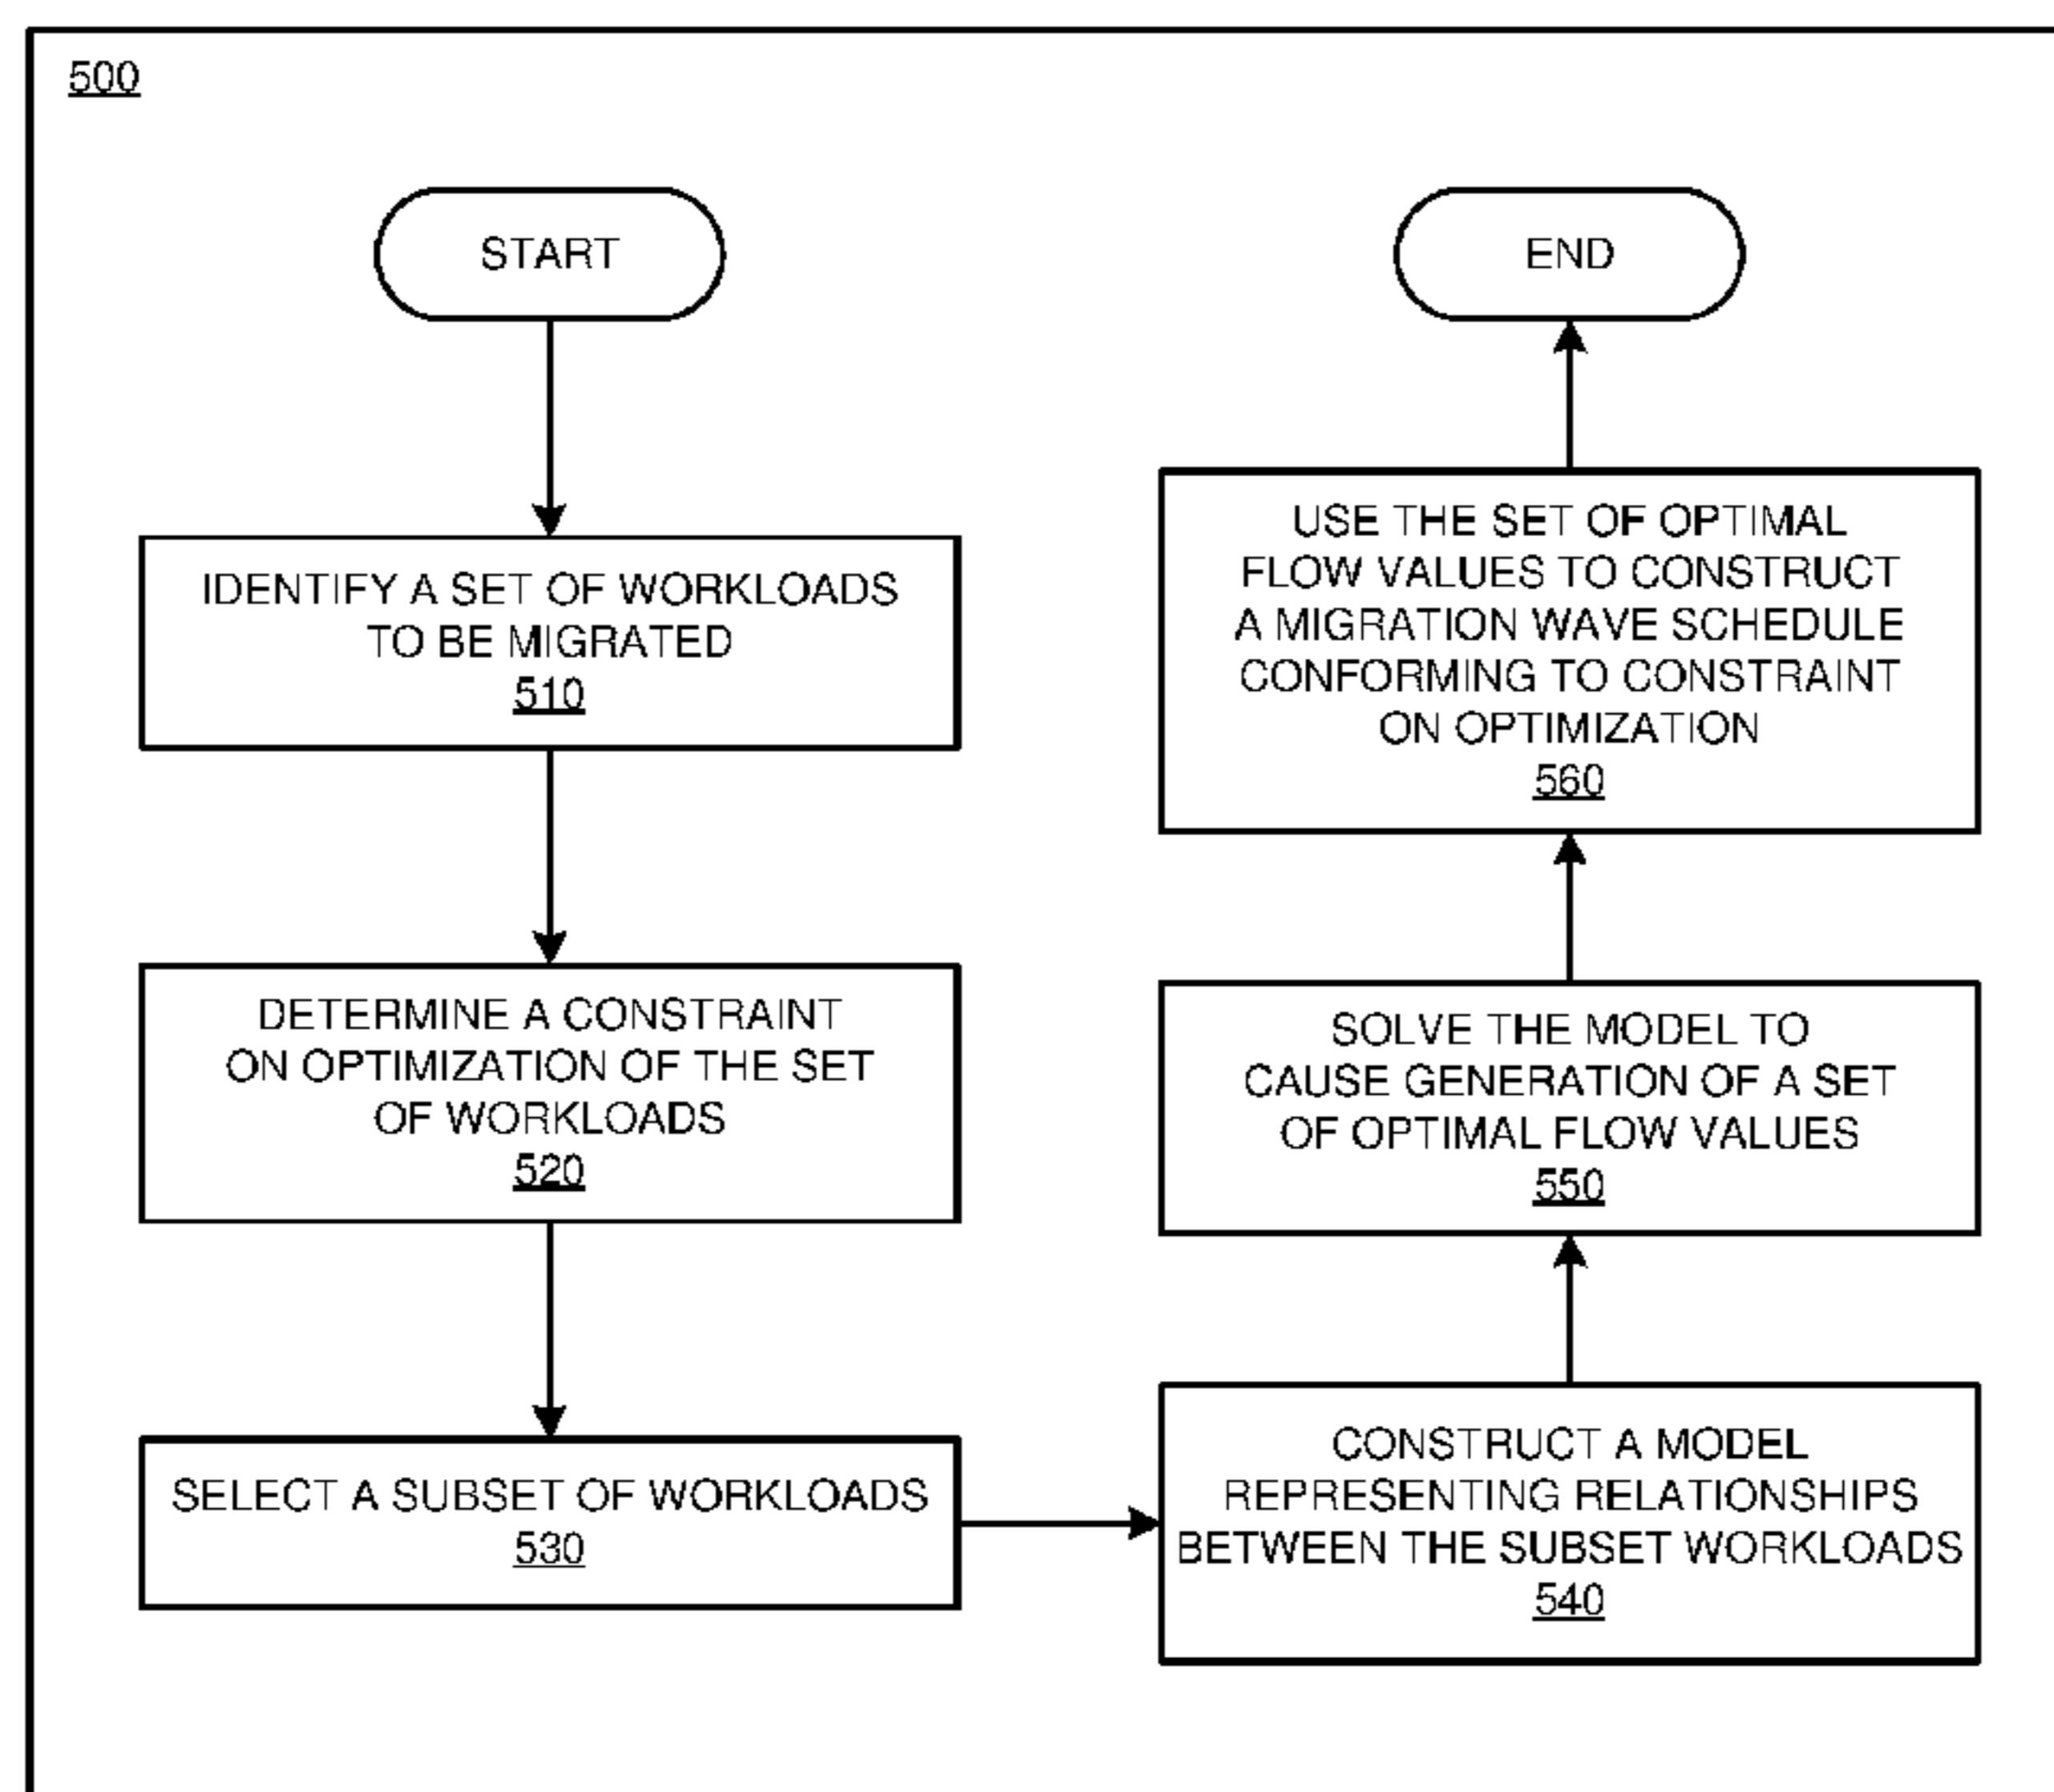 500
START
IDENTIFY A SET OF WORKLOADS
TO BE MIGRATED
510
DETERMINE A CONSTRAINT
ON OPTIMIZATION OF THE SET
OF WORKLOADS
520
SELECT A SUBSET OF WORKLOADS
530
CONSTRUCT A MODEL
REPRESENTING RELATIONSHIPS
BETWEEN THE SUBSET WORKLOADS
540
SOLVE THE MODEL TO
CAUSE GENERATION OF A SET
OF OPTIMAL FLOW VALUES
550
USE THE SET OF OPTIMAL
FLOW VALUES TO CONSTRUCT
A MIGRATION WAVE SCHEDULE
CONFORMING TO CONSTRAINT
ON OPTIMIZATION
560
END